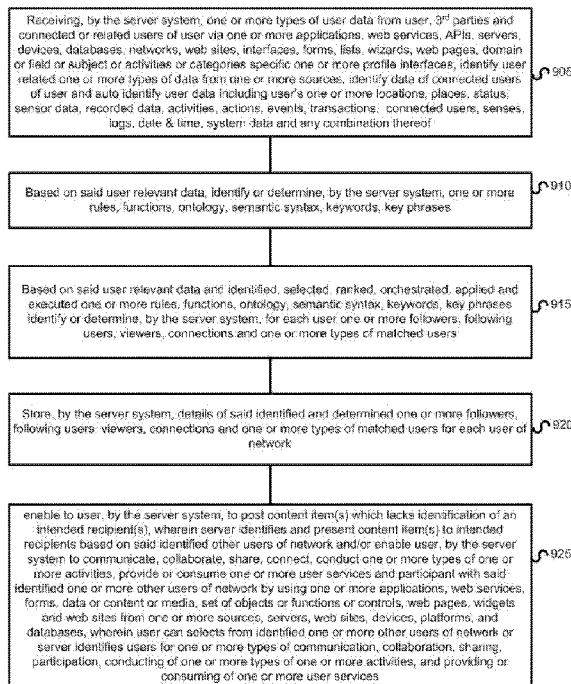 Receiving, by the server system, one or more types of user data from user, 3rd parties and
connected or related users of user via one or more applications, web services, APIs, servers,
devices, databases, networks, web sites, interfaces, forms, lists, wizards, web pages, domain
or field or subject or activities or categories specific one or more profile interfaces, identify user
related one or more types of data from one or more sources, identify data of connected users
of user and auto identify user data including user's one or more locations, places, status,
sensor data, recorded data, activities, actions, events, transactions, connected users, senses,
logs, date & time, system data and any combination thereof
905
Based on said user relevant data, identify or determine, by the server system, one or more
rules, functions, ontology, semantic syntax, keywords, key phrases
910
Based on said user relevant data and identified, selected, ranked, orchestrated, applied and
executed one or more rules, functions, ontology, semantic syntax, keywords, key phrases
identify or determine, by the server system, for each user one or more followers, following
users, viewers, connections and one or more types of matched users
915
Store, by the server system, details of said identified and determined one or more followers,
following users, viewers, connections and one or more types of matched users for each user of
network
920
enable to user, by the server system, to post content item(s) which lacks identification of an
intended recipient(s), wherein server identifies and present content item(s) to intended
recipients based on said identified other users of network and/or enable user, by the server
system to communicate, collaborate, share, connect, conduct one or more types of one or
more activities, provide or consume one or more user services and participant with said
identified one or more other users of network by using one or more applications, web services,
forms, data or content or media, set of objects or functions or controls, web pages, widgets
and web sites from one or more sources, servers, web sites, devices, platforms, and
databases, wherein user can selects from identified one or more other users of network or
server identifies users for one or more types of communication, collaboration, sharing,
participation, conducting of one or more types of one or more activities, and providing or
consuming of one or more user services
925